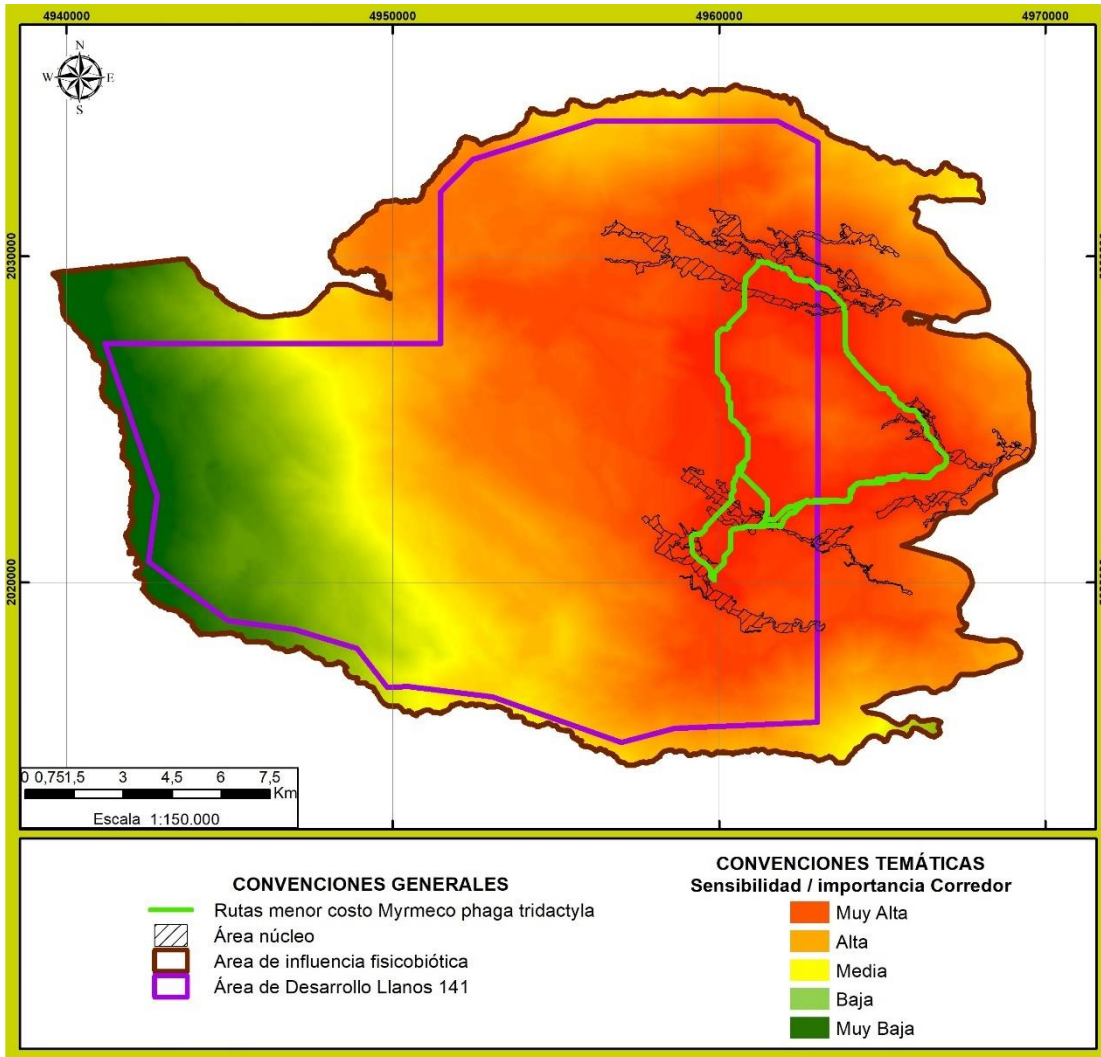 4940000 4950000 4960000 4970000
N
W E
S
2030000
2020000
0 0,751,5 3 4,5 6 7,5
Km
Escala 1:150.000
CONVENCIONES GENERALES
Rutas menor costo Myrmeco phaga tridactyla
Área núcleo
Area de influencia fisicobiótica
Área de Desarrollo Llanos 141
CONVENCIONES TEMÁTICAS
Sensibilidad / importancia Corredor
Muy Alta
Alta
Media
Baja
Muy Baja